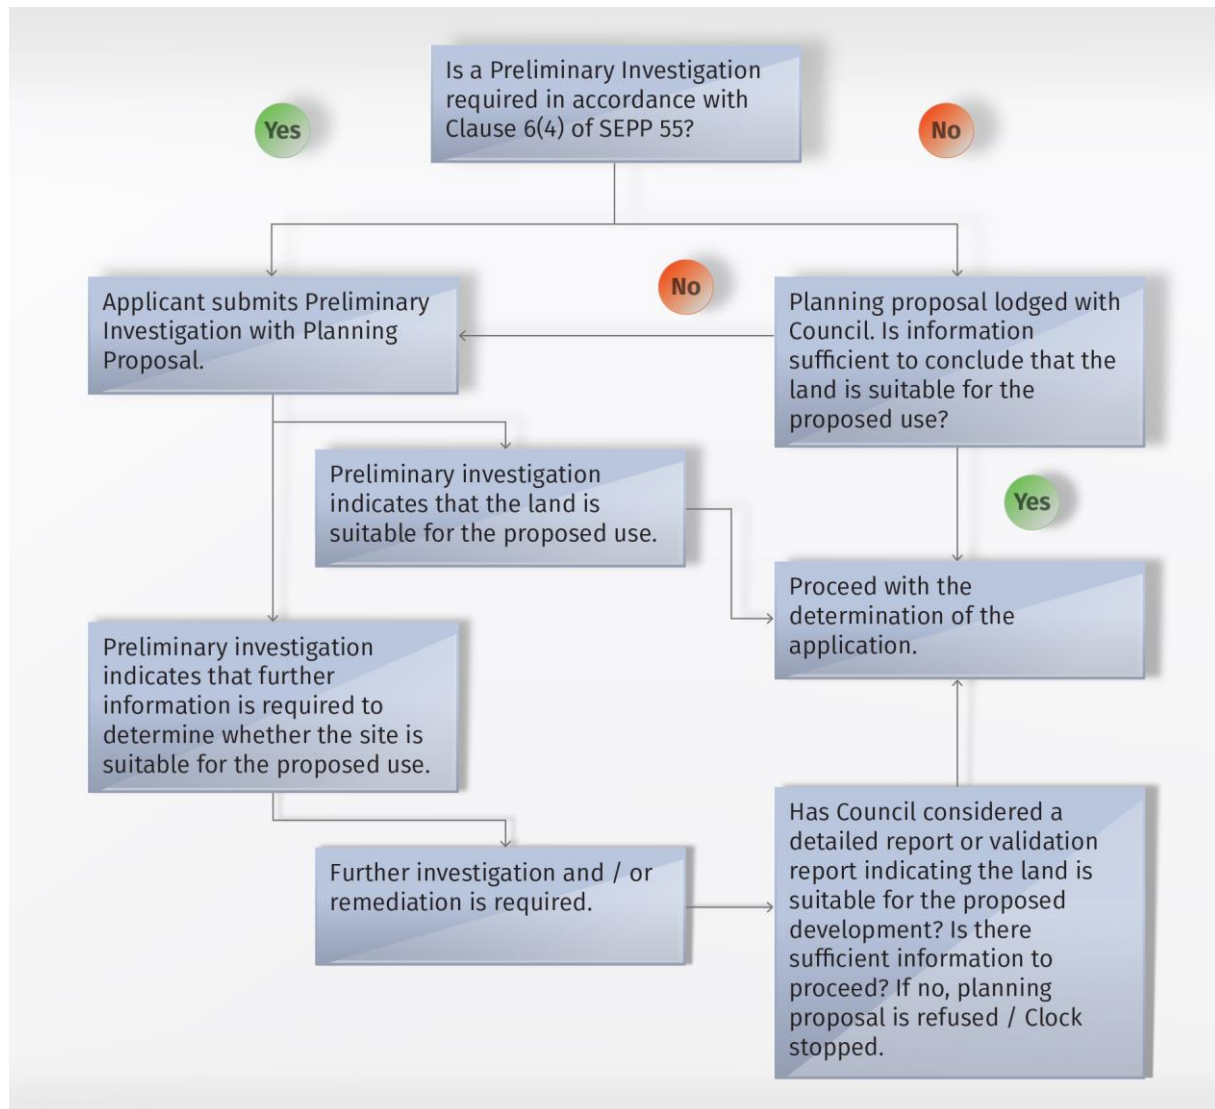 Is a Preliminary Investigation
required in accordance with
Clause 6(4) of SEPP 55?
Yes
No
Applicant submits Preliminary
Investigation with Planning
Proposal.
No
Planning proposal lodged with
Council. Is information
sufficient to conclude that the
land is suitable for the
proposed use?
Preliminary investigation
indicates that the land is
suitable for the proposed use.
Yes
Proceed with the
determination of the
application.
Preliminary investigation
indicates that further
information is required to
determine whether the site is
suitable for the proposed use.
Further investigation and / or
remediation is required.
Has Council considered a
detailed report or validation
report indicating the land is
suitable for the proposed
development? Is there
sufficient information to
proceed? If no, planning
proposal is refused / Clock
stopped.